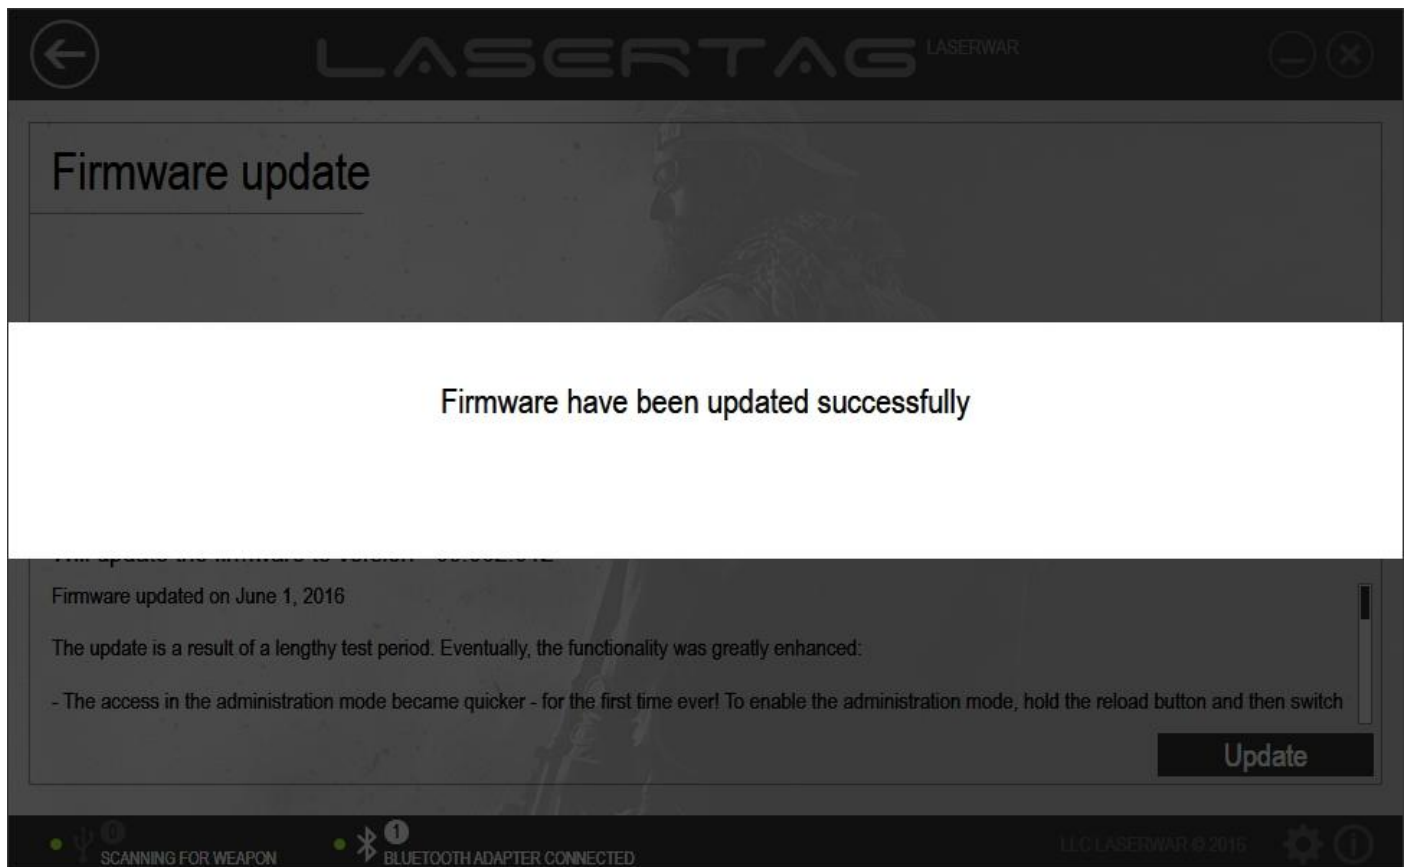 LASERTAG LASERWAR
Firmware update
Firmware have been updated successfully
Firmware updated on June 1, 2016
The update is a result of a lengthy test period. Eventually, the functionality was greatly enhanced:
- The access in the administration mode became quicker - for the first time ever! To enable the administration mode, hold the reload button and then switch
Update
0
SCANNING FOR WEAPON
1
BLUETOOTH ADAPTER CONNECTED
LLC LASERWAR © 2016